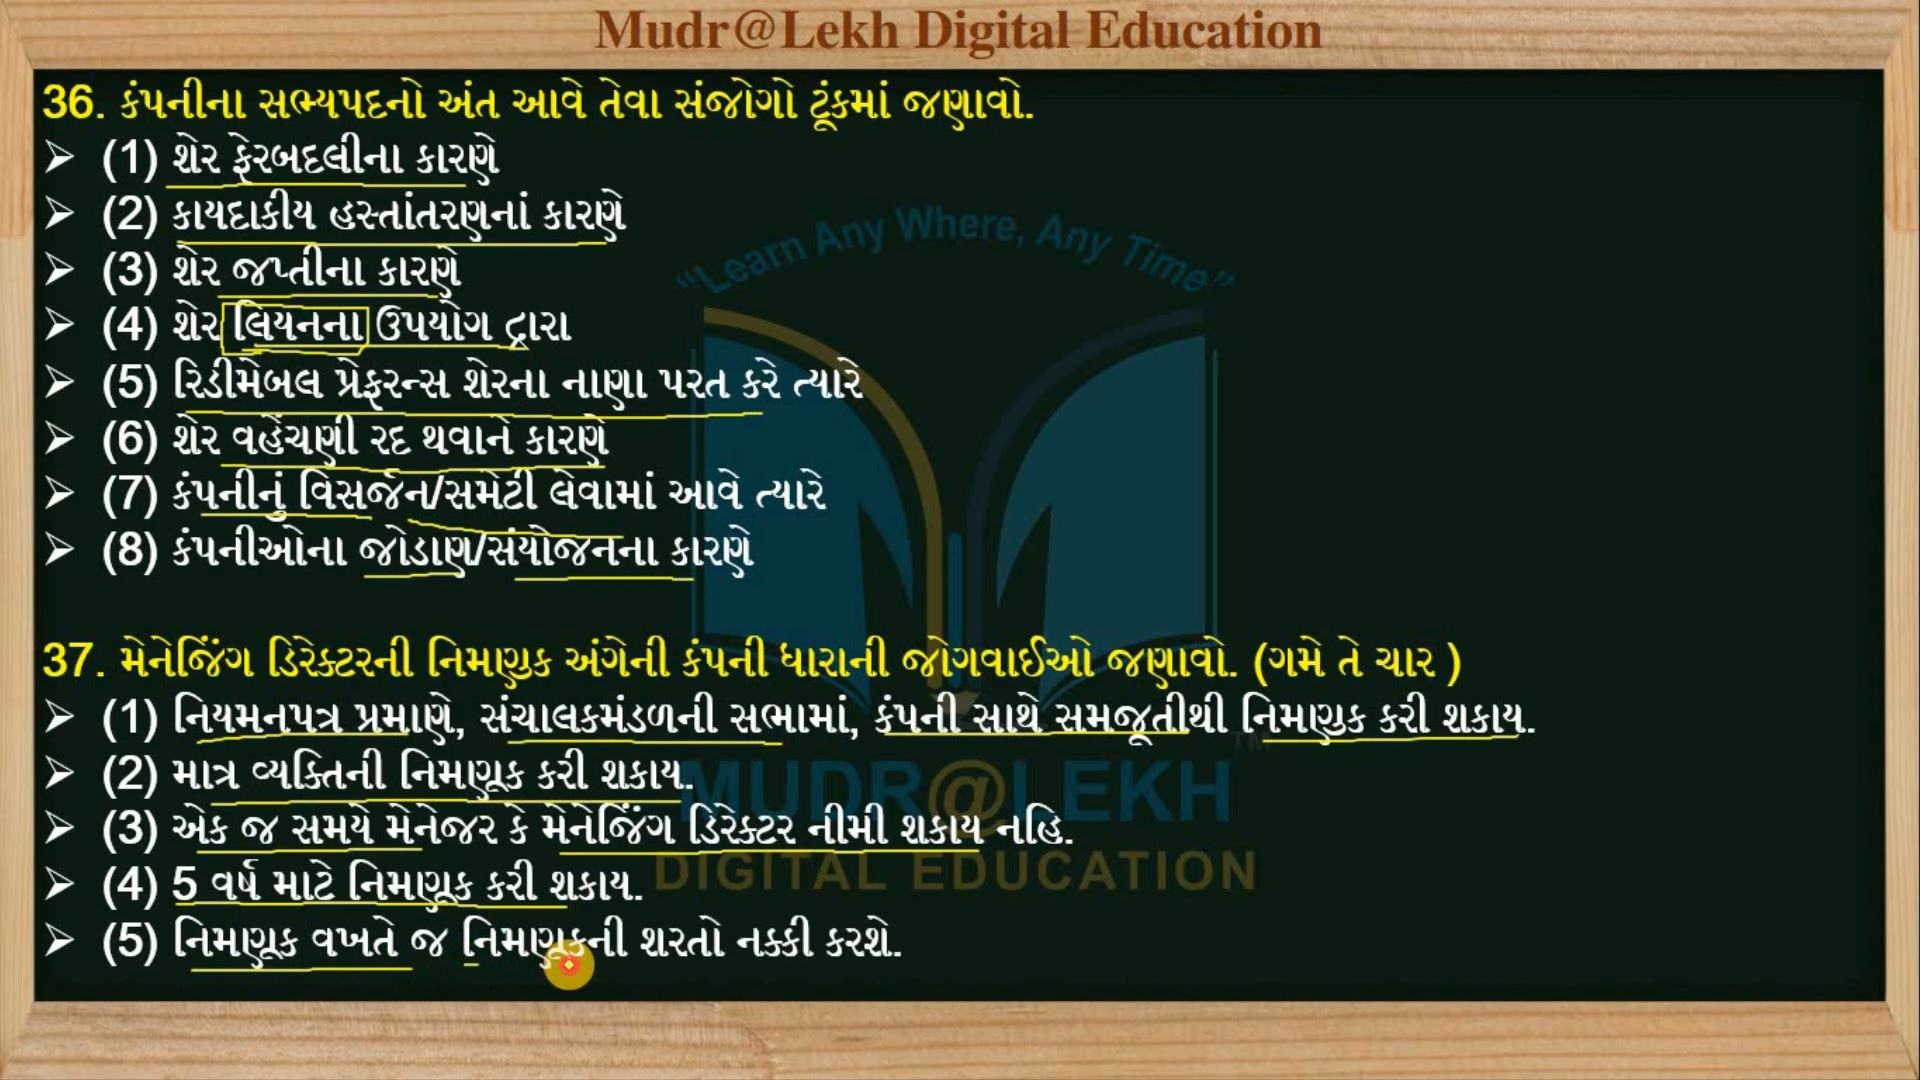 Mudr@Lekh Digital Education
36. કંપનીના સભ્યપદનો અંત આવે તેવા સંજોગો ટૂંકમાં જણાવો.
➤ (1) શેર ફેરબદલીના કારણે
➤ (2) કાયદાકીય હસ્તાંતરણનાં કારણે
➤ (3) શેર જપ્તીના કારણે
➤ (4) શેર લિયનના ઉપયોગ દ્વારા
➤ (5) રિડીમેબલ પ્રેફરન્સ શેરના નાણા પરત કરે ત્યારે
➤ (6) શેર વહેંચણી રદ થવાને કારણે
➤ (7) કંપનીનું વિસર્જન/સમેટી લેવામાં આવે ત્યારે
➤ (8) કંપનીઓના જોડાણ/સંયોજનના કારણે
37. મેનેજિંગ ડિરેક્ટરની નિમણુક અંગેની કંપની ધારાની જોગવાઈઓ જણાવો. (ગમે તે ચાર )
➤ (1) નિયમનપત્ર પ્રમાણે, સંચાલકમંડળની સભામાં, કંપની સાથે સમજૂતીથી નિમણુક કરી શકાય.
➤ (2) માત્ર વ્યક્તિની નિમણૂક કરી શકાય.
➤ (3) એક જ સમયે મેનેજર કે મેનેજિંગ ડિરેક્ટર નીમી શકાય નહિ.
➤ (4) 5 વર્ષ માટે નિમણૂક કરી શકાય.
➤ (5) નિમણૂક વખતે જ નિમણૂકની શરતો નક્કી કરશે.
“Learn Any Where, Any Time”
MUDR@LEKH
TM
DIGITAL EDUCATION